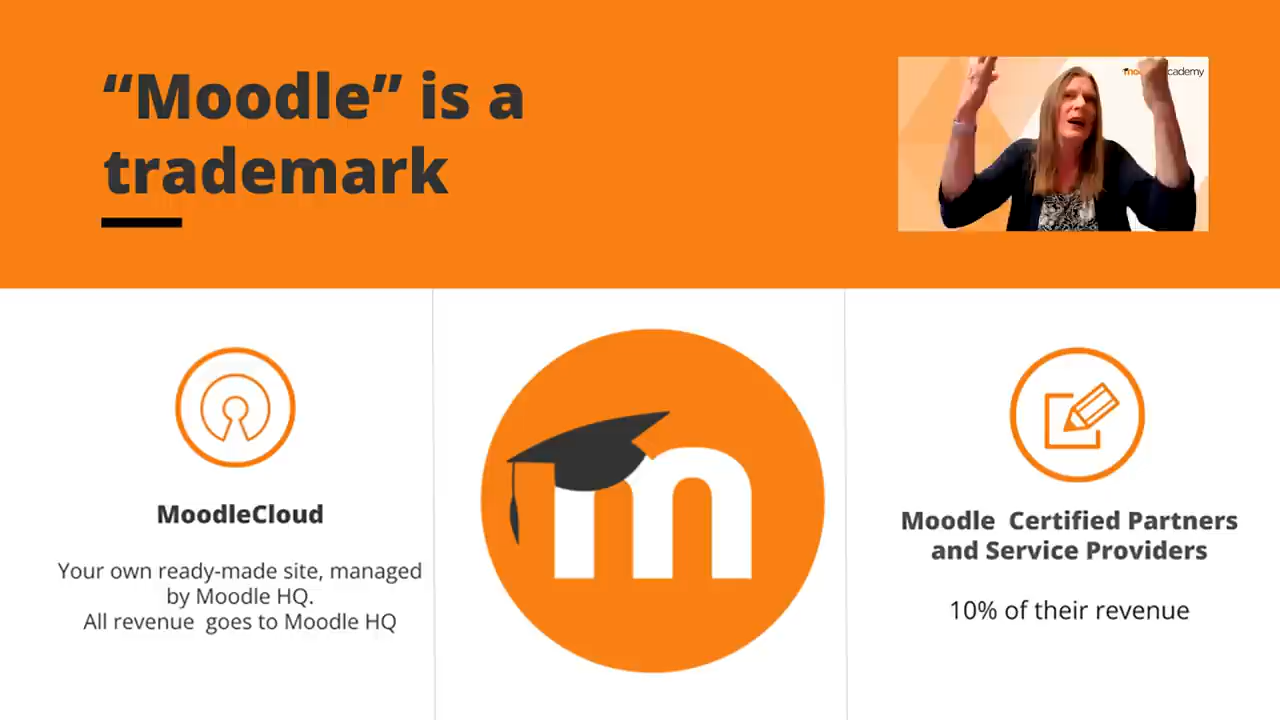 “Moodle” is a
trademark
MoodleCloud
Your own ready-made site, managed
by Moodle HQ.
All revenue  goes to Moodle HQ
m
Moodle  Certified Partners
and Service Providers
10% of their revenue